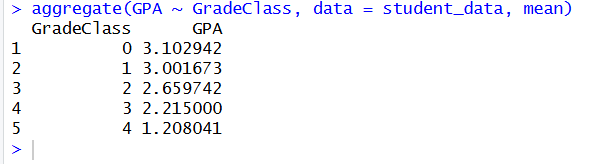 > aggregate(GPA ~ GradeClass, data = student_data, mean)
  GradeClass      GPA
1          0 3.102942
2          1 3.001673
3          2 2.659742
4          3 2.215000
5          4 1.208041
>